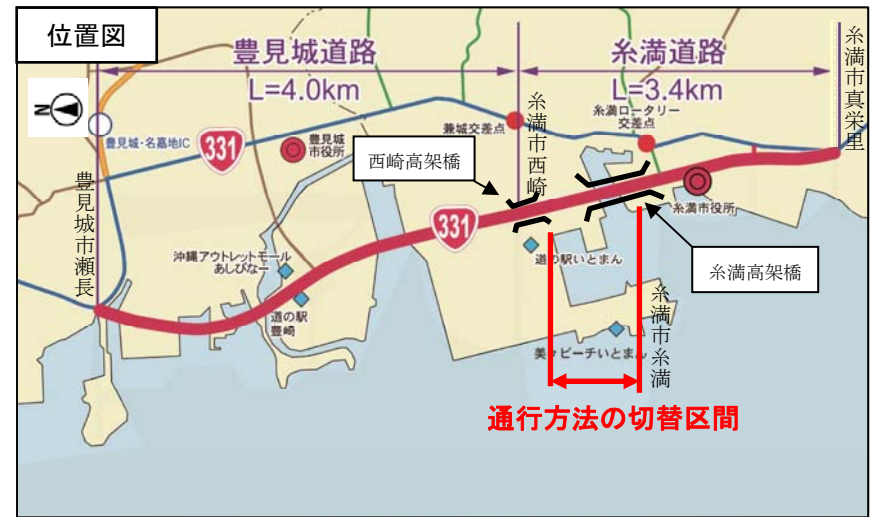 位置図
豊見城道路
L=4.0km
糸満道路
L=3.4km
糸満市真栄里
N
豊見城・名嘉地IC
331
豊見城
市役所
兼城交差点
糸満ロータリー
交差点
糸満市西崎
西崎高架橋
豊見城市瀬長
331
糸満市役所
沖縄アウトレットモール
あしびなー
道の駅いとまん
糸満高架橋
道の駅
豊崎
糸満市糸満
美々ビーチいとまん
通行方法の切替区間